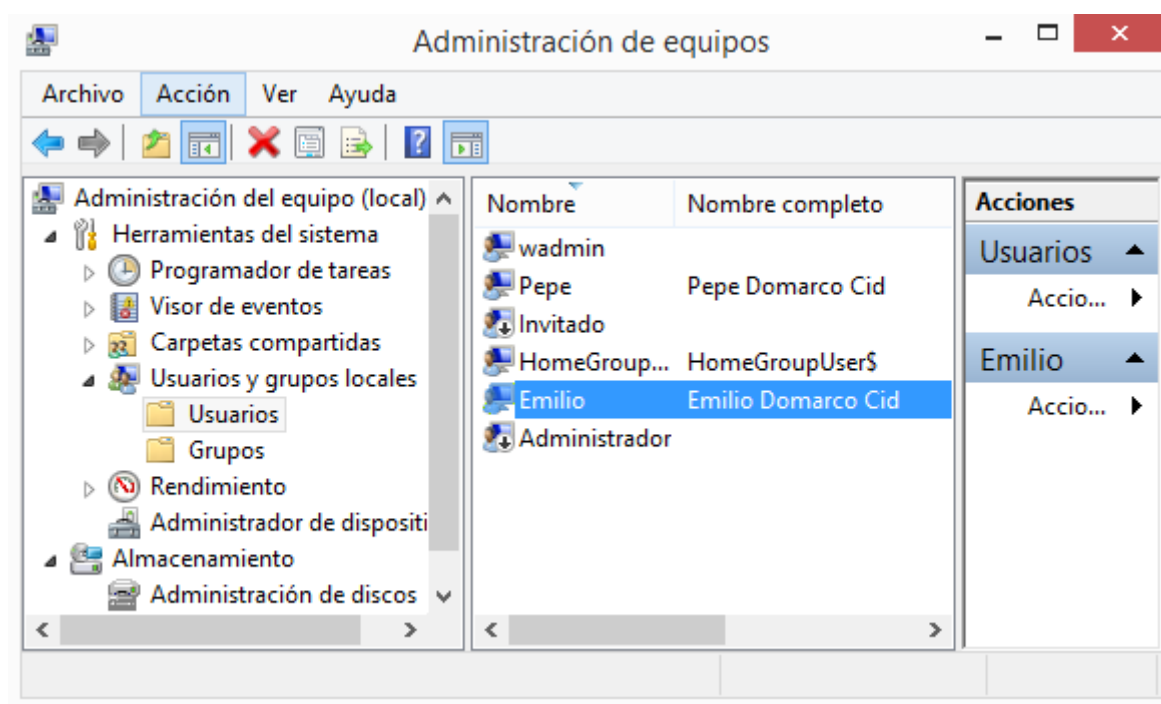 Administración de equipos
Archivo Acción Ver Ayuda
Administración del equipo (local)
Herramientas del sistema
Programador de tareas
Visor de eventos
Carpetas compartidas
Usuarios y grupos locales
Usuarios
Grupos
Rendimiento
Administrador de dispositi
Almacenamiento
Administración de discos
Nombre Nombre completo
wadmin
Pepe Pepe Domarco Cid
Invitado
HomeGroup... HomeGroupUser$
Emilio Emilio Domarco Cid
Administrador
Acciones
Usuarios
Accio...
Emilio
Accio...